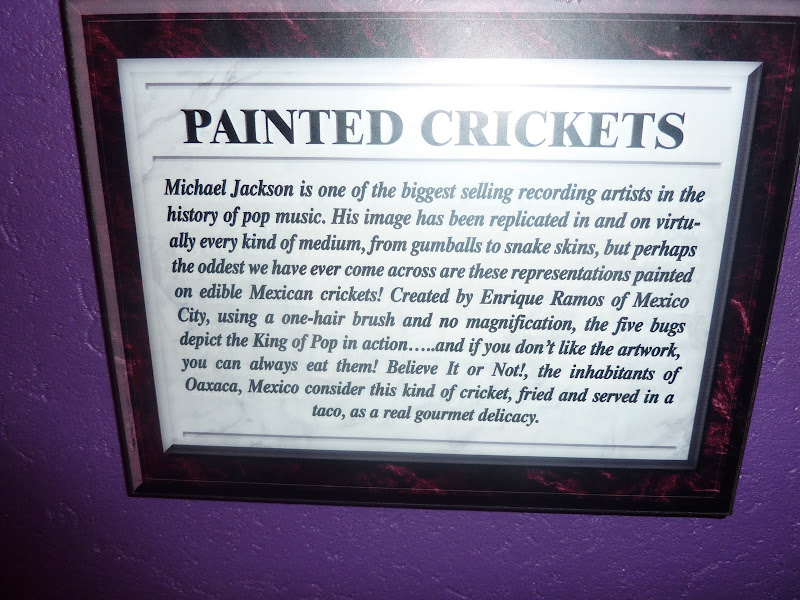 PAINTED CRICKETS
Michael Jackson is one of the biggest selling recording artists in the
history of pop music. His image has been replicated in and on virtu-
ally every kind of medium, from gumballs to snake skins, but perhaps
the oddest we have ever come across are these representations painted
on edible Mexican crickets! Created by Enrique Ramos of Mexico
City, using a one-hair brush and no magnification, the five bugs
depict the King of Pop in action.....and if you don't like the artwork,
you can always eat them! Believe It or Not!, the inhabitants of
Oaxaca, Mexico consider this kind of cricket, fried and served in a
taco, as a real gourmet delicacy.